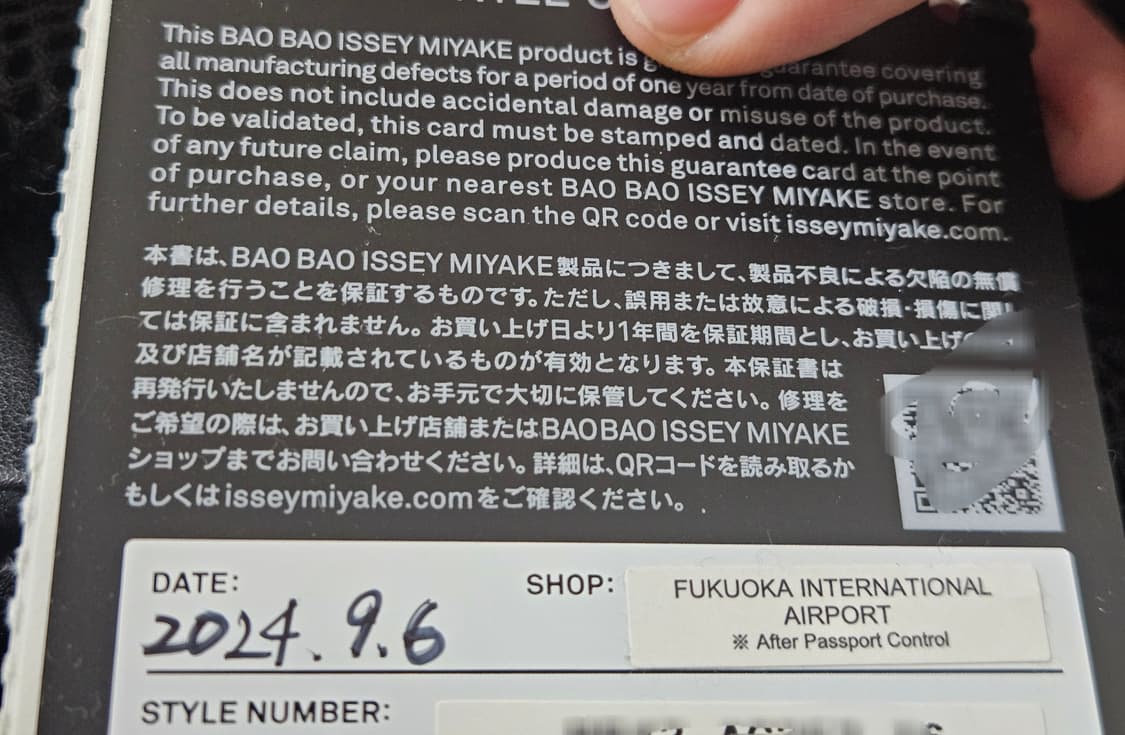 This BAO BAO ISSEY MIYAKE product is guarantee covering
all manufacturing defects for a period of one year from date of purchase.
This does not include accidental damage or misuse of the product.
To be validated, this card must be stamped and dated. In the event
of any future claim, please produce this guarantee card at the point
of purchase, or your nearest BAO BAO ISSEY MIYAKE store. For
further details, please scan the QR code or visit isseymiyake.com.
本書は、BAO BAO ISSEY MIYAKE製品につきまして、製品不良による欠陥の無償
修理を行うことを保証するものです。ただし、誤用または故意による破損・損傷に関し
ては保証に含まれません。お買い上げ日より1年間を保証期間とし、お買い上げ
及び店舗名が記載されているものが有効となります。本保証書は
再発行いたしませんので、お手元で大切に保管してください。修理を
ご希望の際は、お買い上げ店舗またはBAO BAO ISSEY MIYAKE
ショップまでお問い合わせください。詳細は、QRコードを読み取るか
もしくはisseymiyake.comをご確認ください。
DATE: 2024.9.6
SHOP: FUKUOKA INTERNATIONAL
AIRPORT
※ After Passport Control
STYLE NUMBER: